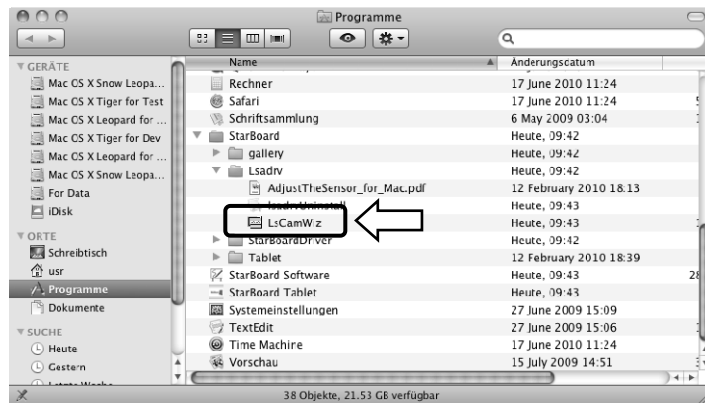 Programme
GERÄTE
Mac OS X Snow Leopa...
Mac OS X Tiger for Test
Mac OS X Leopard for ...
Mac OS X Tiger for Dev
Mac OS X Leopard for ...
Mac OS X Snow Leopa...
For Data
iDisk
ORTE
Schreibtisch
usr
Programme
Dokumente
SUCHE
Heute
Gestern
Letzte Woche
Name Änderungsdatum
Rechner 17 June 2010 11:24
Safari 17 June 2010 11:24
Schriftsammlung 6 May 2009 03:04
StarBoard Heute, 09:42
gallery Heute, 09:42
Lsadrv Heute, 09:42
AdjustTheSensor_for_Mac.pdf 12 February 2010 18:13
lsadrvUninstall Heute, 09:43
LsCamWiz Heute, 09:43
StarBoardDriver Heute, 09:42
Tablet 12 February 2010 18:39
StarBoard Software Heute, 09:43
StarBoard Tablet Heute, 09:43
Systemeinstellungen 27 June 2009 15:09
TextEdit 27 June 2009 15:06
Time Machine 17 June 2010 11:24
Vorschau 15 July 2009 14:51
38 Objekte, 21.53 GB verfügbar